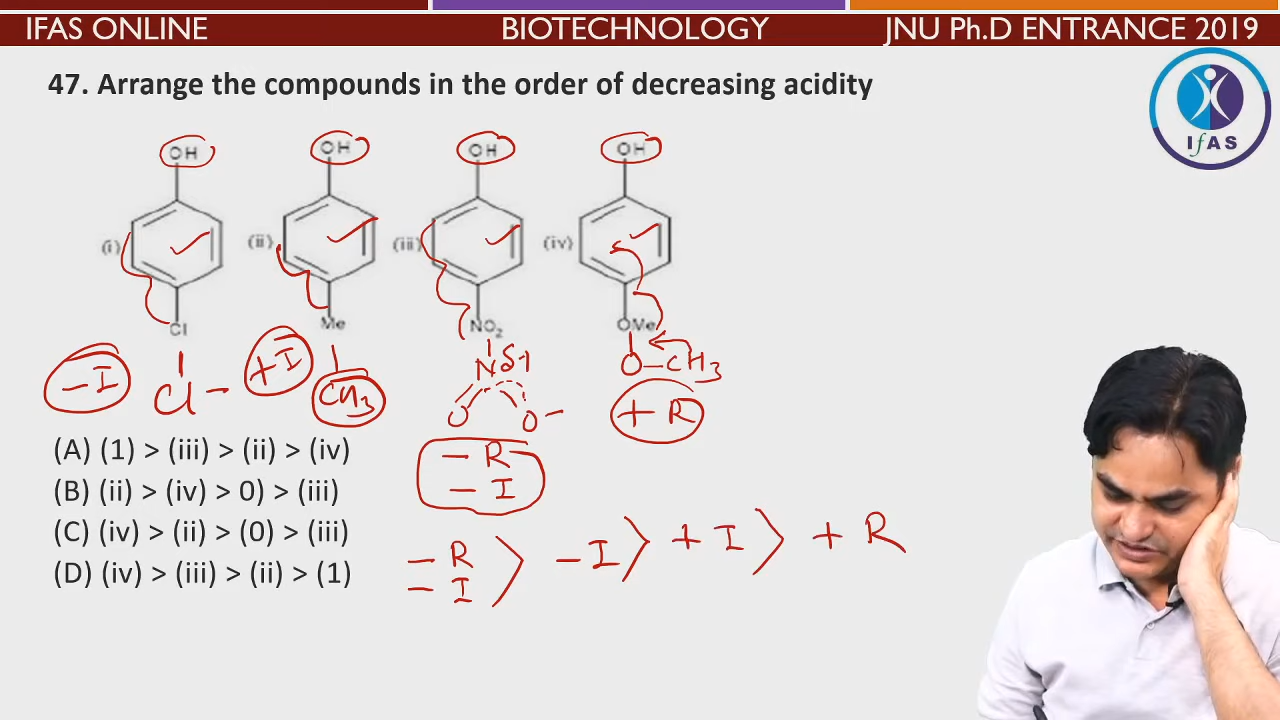 IFAS ONLINE BIOTECHNOLOGY JNU Ph.D ENTRANCE 2019
IFAS
47. Arrange the compounds in the order of decreasing acidity
OH OH OH OH
(i) (ii) (iii) (iv)
Cl Me NO₂ OMe
-I Cl- +I CH₃ N δ+ O O- O-CH₃ +R
(A) (1) > (iii) > (ii) > (iv)
- R
- I
(B) (ii) > (iv) > 0) > (iii)
(C) (iv) > (ii) > (0) > (iii)
(D) (iv) > (iii) > (ii) > (1)
- R
- I > - I > + I > + R